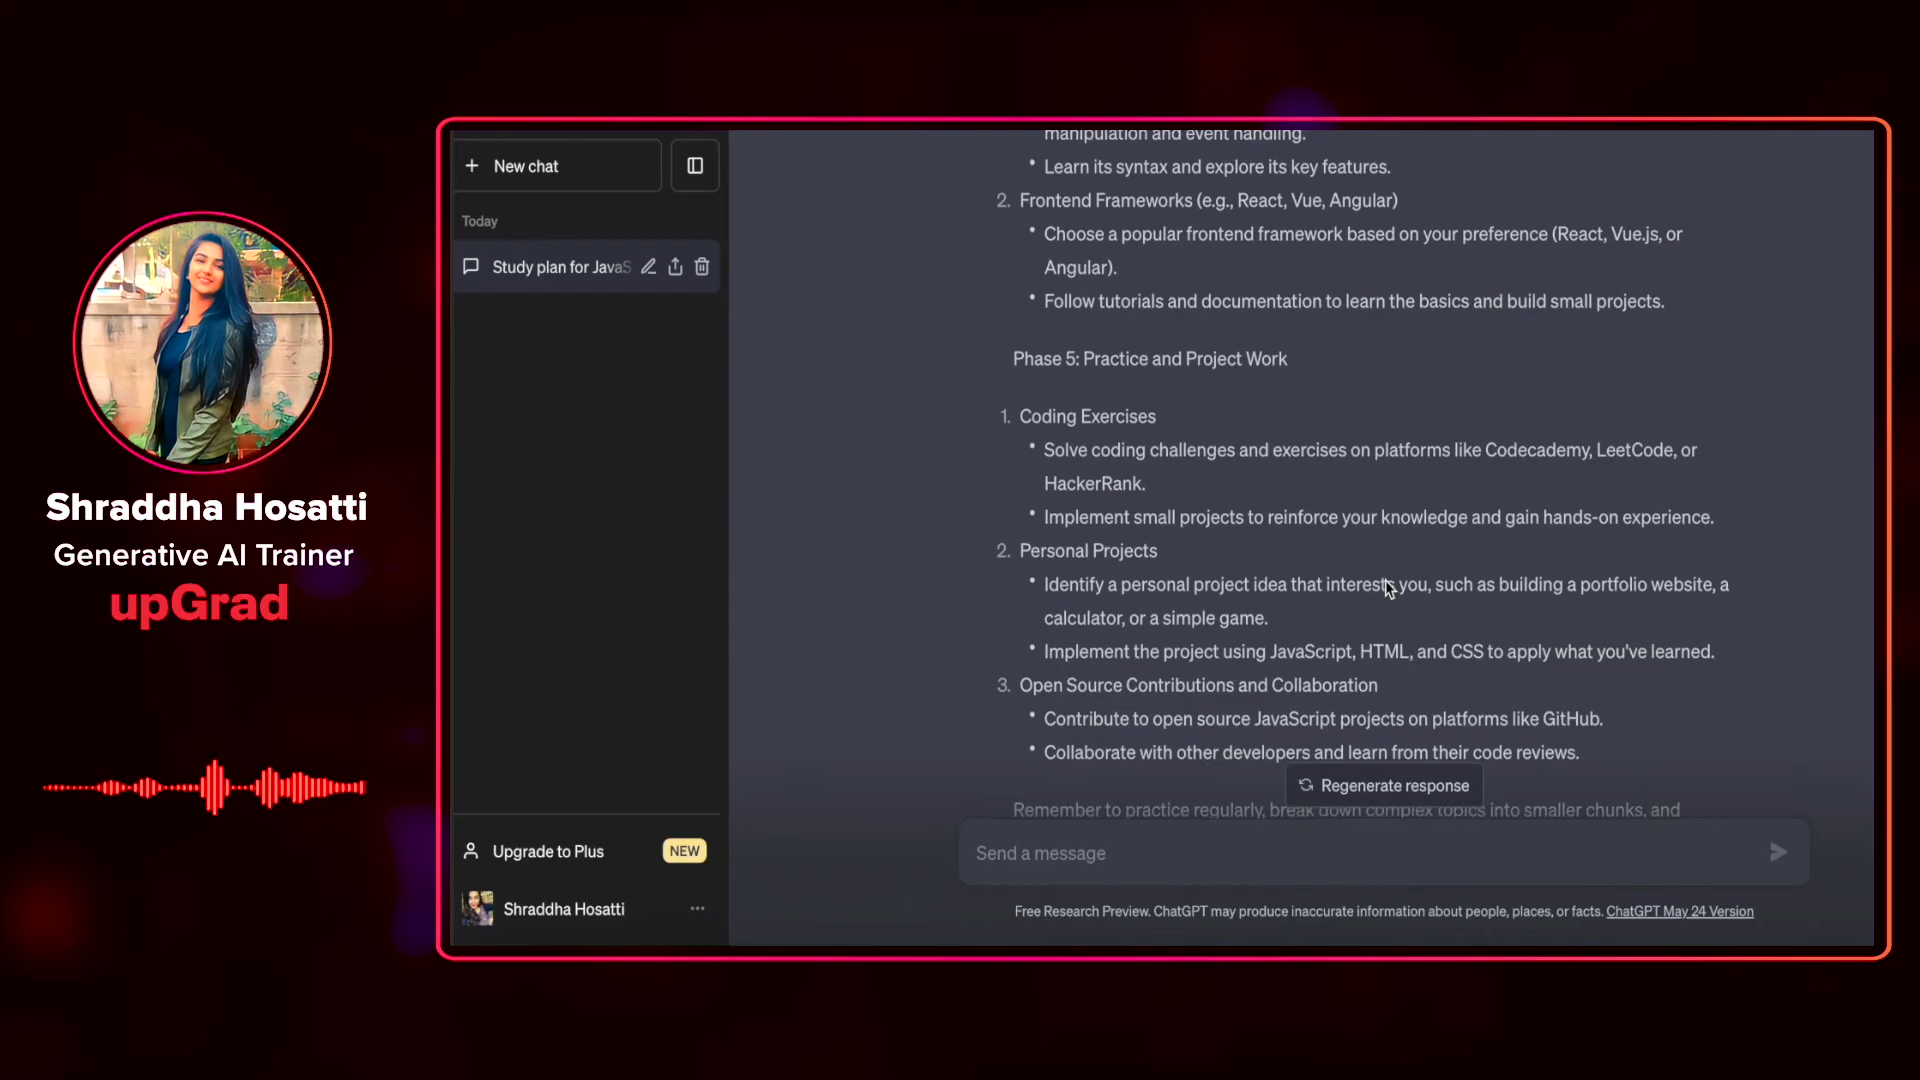 Shraddha Hosatti
Generative AI Trainer
upGrad
New chat
Today
Study plan for JavaS
Upgrade to Plus
NEW
Shraddha Hosatti
manipulation and event handling.
• Learn its syntax and explore its key features.
2. Frontend Frameworks (e.g., React, Vue, Angular)
• Choose a popular frontend framework based on your preference (React, Vue.js, or
Angular).
• Follow tutorials and documentation to learn the basics and build small projects.
Phase 5: Practice and Project Work
1. Coding Exercises
• Solve coding challenges and exercises on platforms like Codecademy, LeetCode, or
HackerRank.
• Implement small projects to reinforce your knowledge and gain hands-on experience.
2. Personal Projects
• Identify a personal project idea that interests you, such as building a portfolio website, a
calculator, or a simple game.
• Implement the project using JavaScript, HTML, and CSS to apply what you've learned.
3. Open Source Contributions and Collaboration
• Contribute to open source JavaScript projects on platforms like GitHub.
• Collaborate with other developers and learn from their code reviews.
Regenerate response
Remember to practice regularly, break down complex topics into smaller chunks, and
Send a message
Free Research Preview. ChatGPT may produce inaccurate information about people, places, or facts. ChatGPT May 24 Version